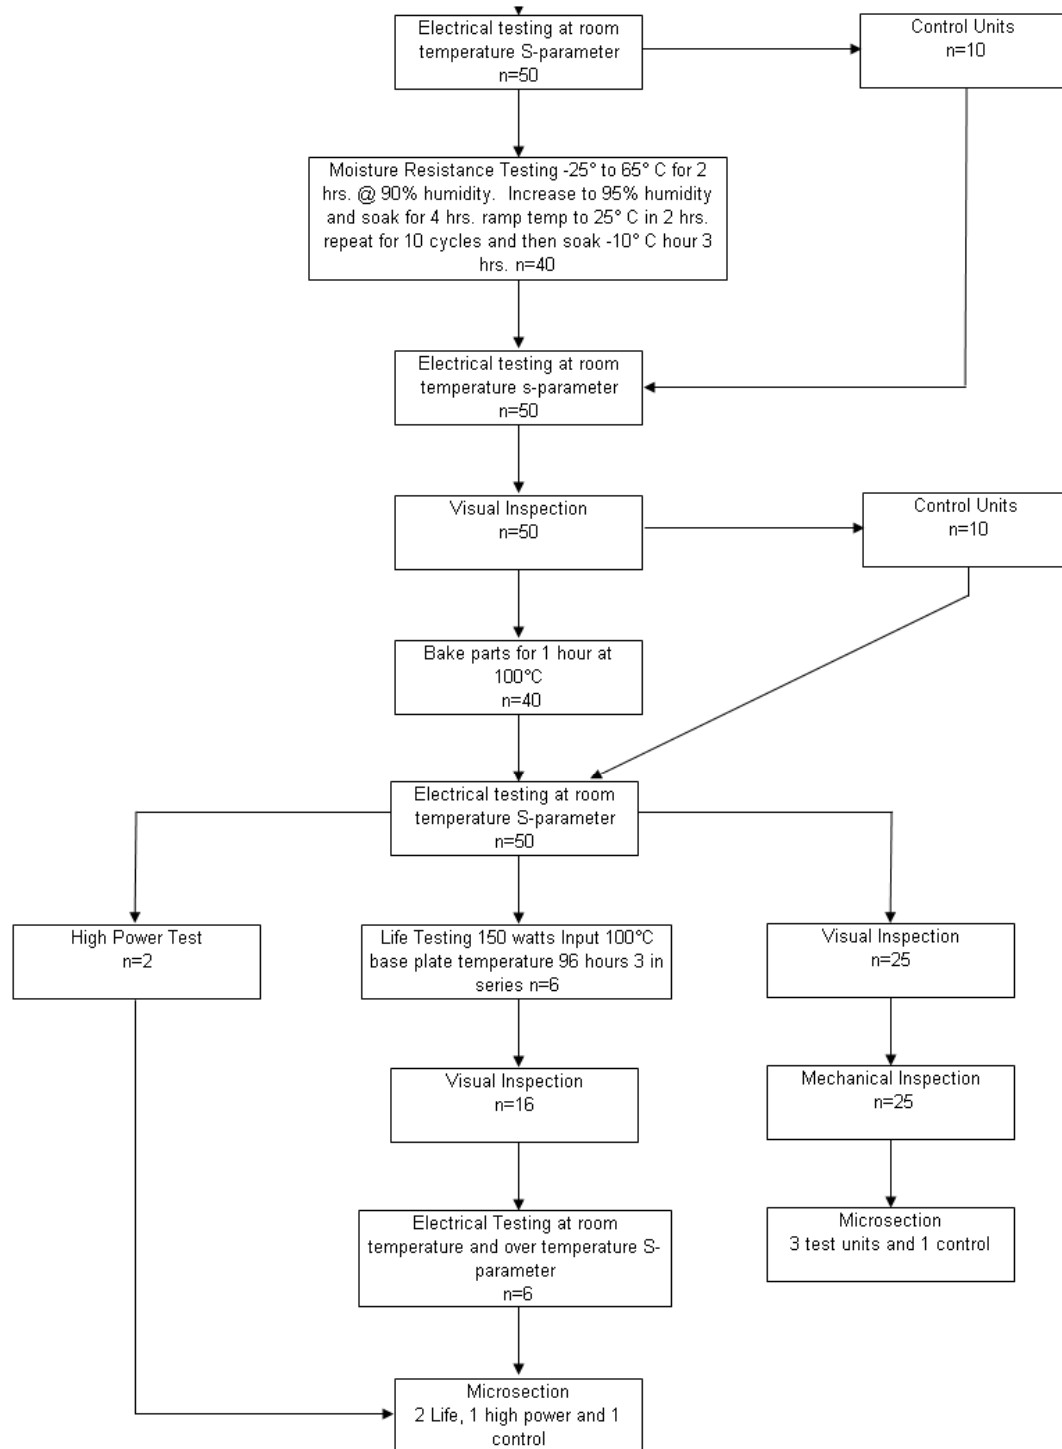 Electrical testing at room
temperature S-parameter
n=50
Control Units
n=10
Moisture Resistance Testing -25° to 65° C for 2
hrs. @ 90% humidity.  Increase to 95% humidity
and soak for 4 hrs. ramp temp to 25° C in 2 hrs.
repeat for 10 cycles and then soak -10° C hour 3
hrs. n=40
Electrical testing at room
temperature s-parameter
n=50
Visual Inspection
n=50
Control Units
n=10
Bake parts for 1 hour at
100°C
n=40
Electrical testing at room
temperature S-parameter
n=50
High Power Test
n=2
Life Testing 150 watts Input 100°C
base plate temperature 96 hours 3 in
series n=6
Visual Inspection
n=25
Visual Inspection
n=16
Mechanical Inspection
n=25
Electrical Testing at room
temperature and over temperature S-
parameter
n=6
Microsection
3 test units and 1 control
Microsection
2 Life, 1 high power and 1
control